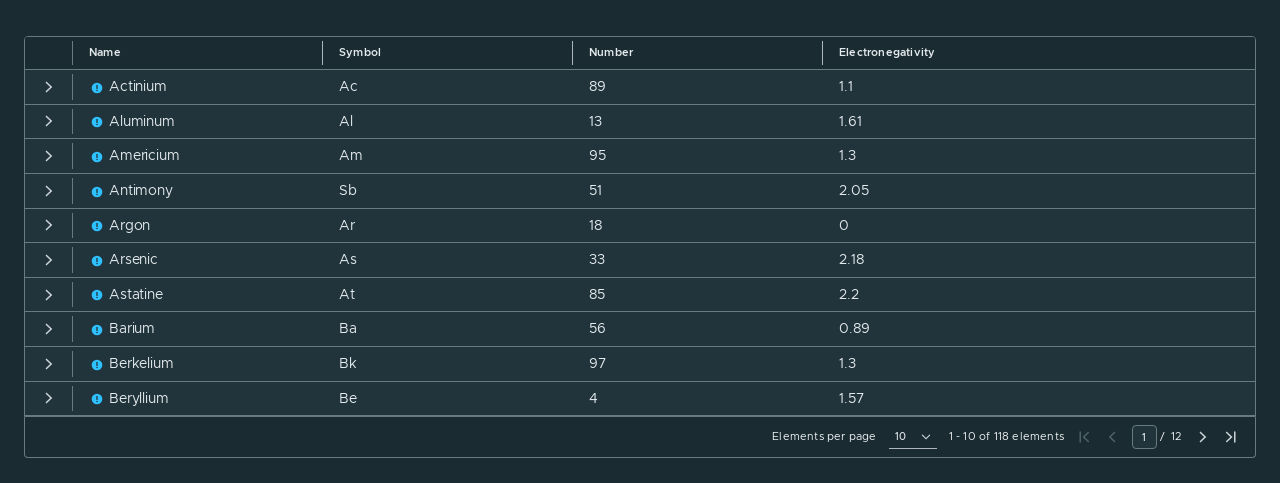 Name Symbol Number Electronegativity
Actinium Ac 89 1.1
Aluminum Al 13 1.61
Americium Am 95 1.3
Antimony Sb 51 2.05
Argon Ar 18 0
Arsenic As 33 2.18
Astatine At 85 2.2
Barium Ba 56 0.89
Berkelium Bk 97 1.3
Beryllium Be 4 1.57
Elements per page 10 1 - 10 of 118 elements 1 / 12